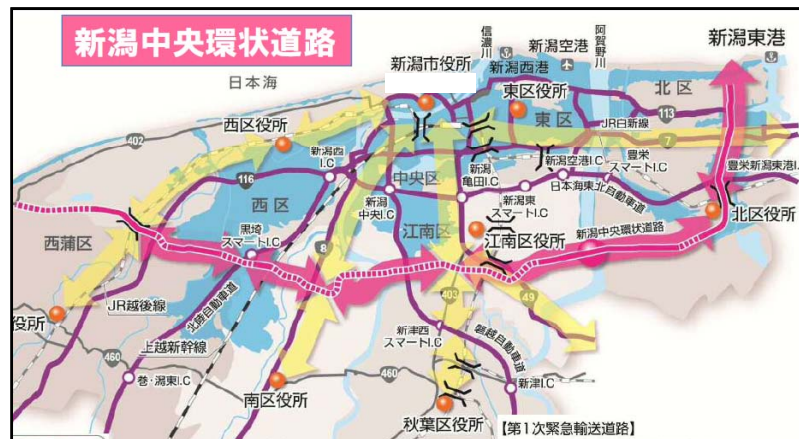 新潟中央環状道路
日本海
信濃川
新潟西港
新潟空港
阿賀野川
新潟東港
新潟市役所
東区役所
北区
東区
113
JR白新線
7
402
西区役所
新潟西
I.C
116
中央区
新潟
亀田I.C
新潟空港I.C
豊栄
スマートI.C
豊栄新潟東港I.
日本海東北自動車道
新潟
中央I.C
新潟東
スマートI.C
西区
西蒲区
黒埼
スマートI.C
江南区
江南区役所
新潟中央環状道路
北区役所
8
403
49
JR越後線
北陸自動車道
役所
上越新幹線
新津西
スマートI.C
磐越自動車道
460
巻・潟東I.C
南区役所
460
新津I.C
秋葉区役所
【第1次緊急輸送道路】